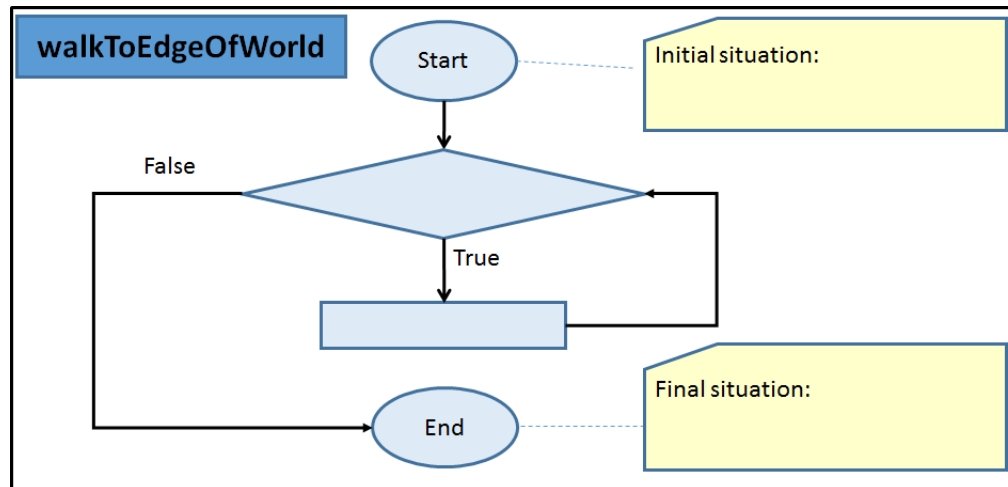 walkToEdgeOfWorld
Start
Initial situation:
False
True
Final situation:
End